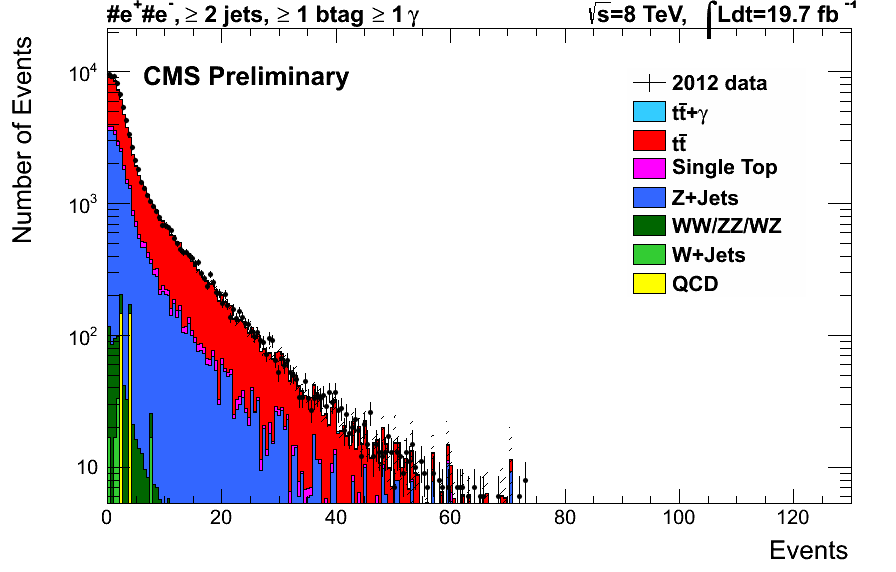 #e⁺#e⁻, ≥ 2 jets, ≥ 1 btag ≥ 1 γ
√s=8 TeV, ∫Ldt=19.7 fb⁻¹
CMS Preliminary
2012 data
tt̄+γ
tt̄
Single Top
Z+Jets
WW/ZZ/WZ
W+Jets
QCD
Number of Events
10⁴
10³
10²
10
0 20 40 60 80 100 120
Events